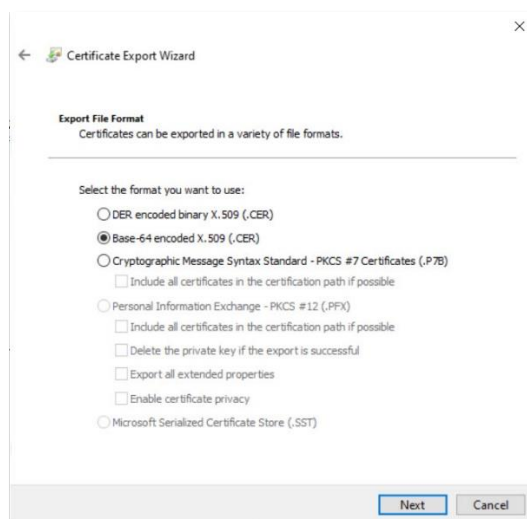 Certificate Export Wizard
Export File Format
Certificates can be exported in a variety of file formats.
Select the format you want to use:
DER encoded binary X.509 (.CER)
Base-64 encoded X.509 (.CER)
Cryptographic Message Syntax Standard - PKCS #7 Certificates (.P7B)
Include all certificates in the certification path if possible
Personal Information Exchange - PKCS #12 (.PFX)
Include all certificates in the certification path if possible
Delete the private key if the export is successful
Export all extended properties
Enable certificate privacy
Microsoft Serialized Certificate Store (.SST)
Next Cancel